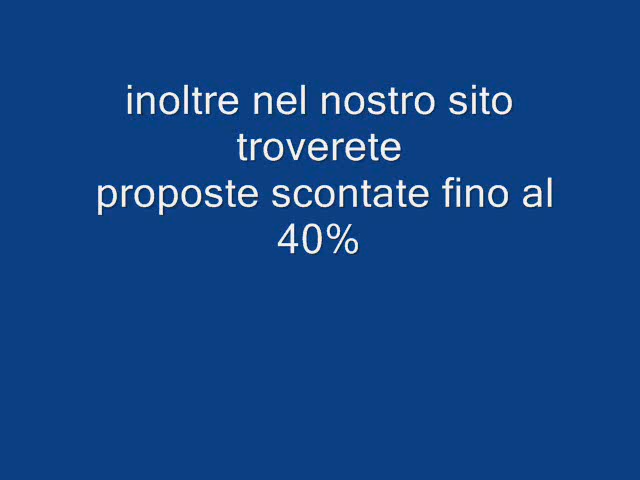 inoltre nel nostro sito
troverete
proposte scontate fino al
40%